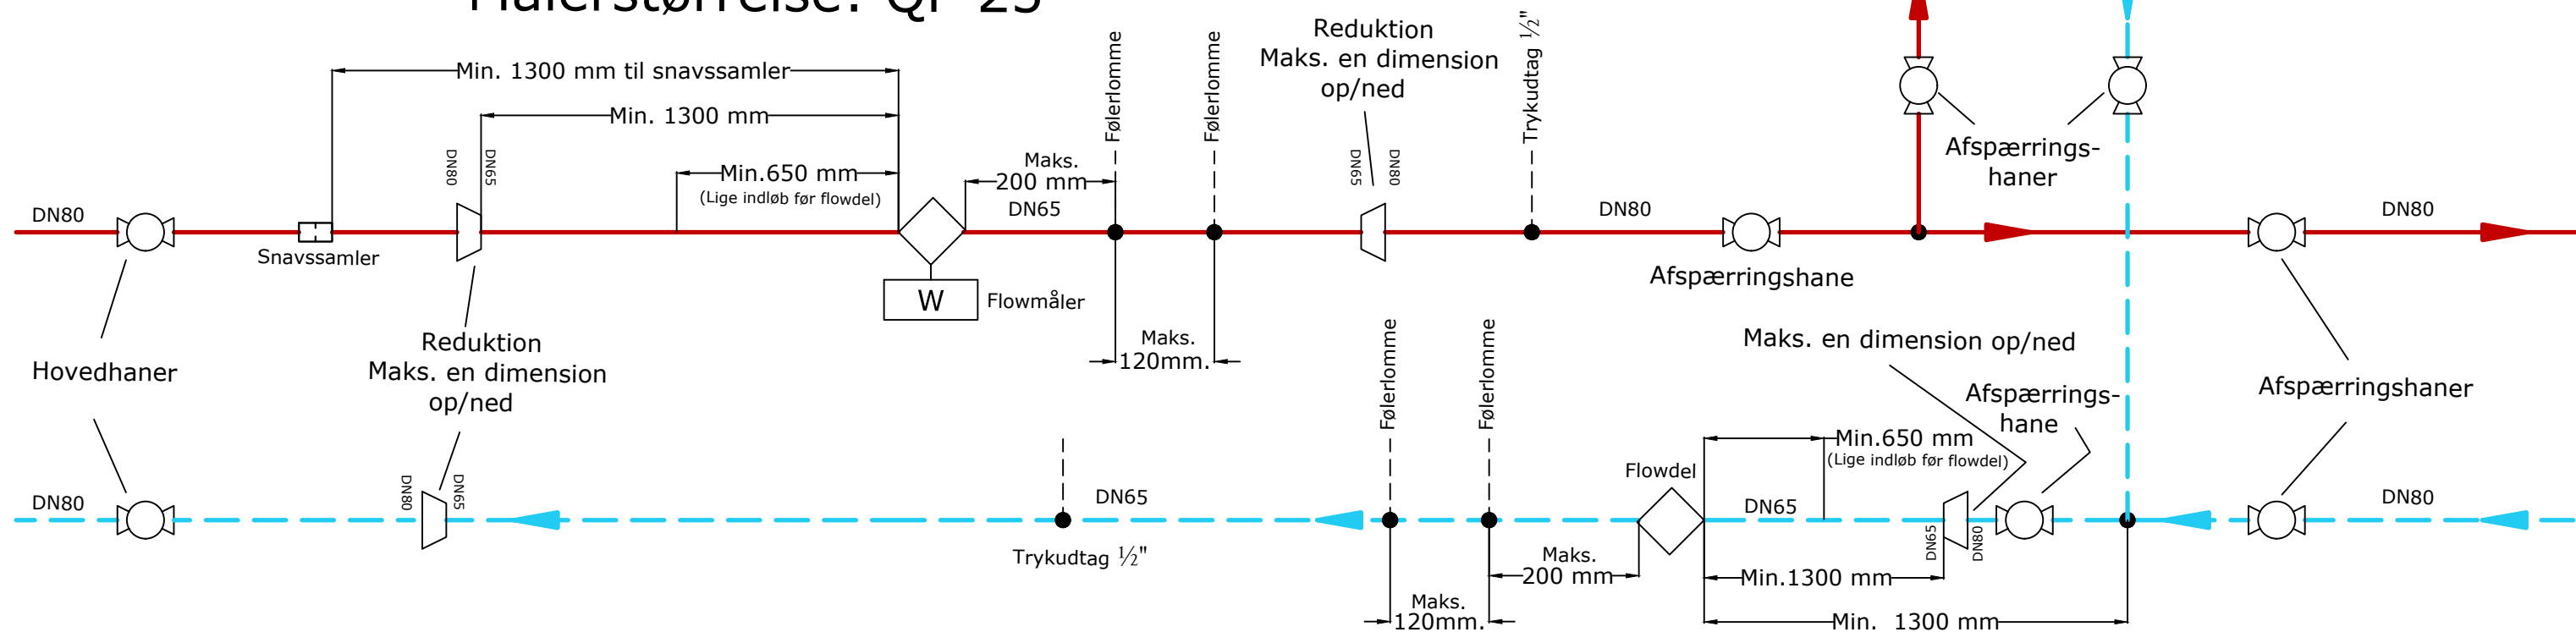 Målerstørrelse: QP 25
Min. 1300 mm til snavssamler
Min. 1300 mm
Min.650 mm
(Lige indløb før flowdel)
Maks.
200 mm
Følerlomme
Følerlomme
Reduktion
Maks. en dimension
op/ned
Trykudtag ½"
Afspærrings-
haner
DN80
DN80
DN65
DN65
DN65
DN80
DN80
DN80
Snavssamler
W
Flowmåler
Afspærringshane
Maks.
120mm.
Hovedhaner
Reduktion
Maks. en dimension
op/ned
Følerlomme
Følerlomme
Maks. en dimension op/ned
Afspærrings-
hane
Afspærringshaner
Min.650 mm
(Lige indløb før flowdel)
Flowdel
DN80
DN80
DN65
DN65
DN65
DN65
DN80
DN80
Trykudtag ½"
Maks.
200 mm
Min.1300 mm
Maks.
120mm.
Min. 1300 mm